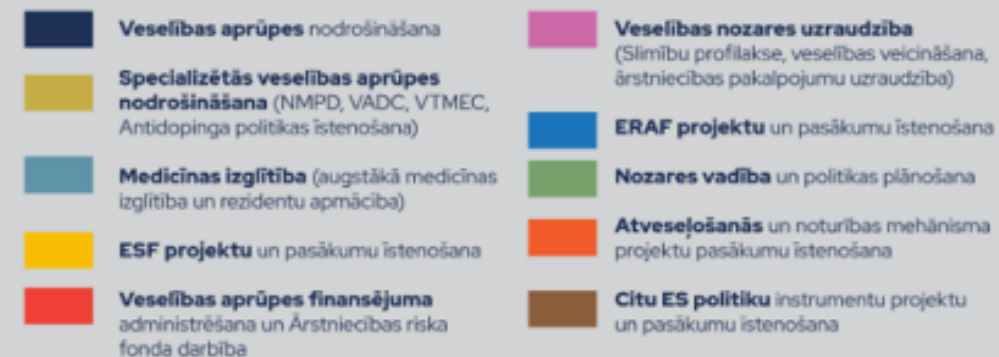 Veselības aprūpes nodrošināšana
Specializētās veselības aprūpes
nodrošināšana (NMPD, VADC, VTMEC,
Antidopinga politikas īstenošana)
Medicīnas izglītība (augstākā medicīnas
izglītība un rezidentu apmācība)
ESF projektu un pasākumu īstenošana
Veselības aprūpes finansējuma
administrēšana un Ārstniecības riska
fonda darbība
Veselības nozares uzraudzība
(Slimību profilakse, veselības veicināšana,
ārstniecības pakalpojumu uzraudzība)
ERAF projektu un pasākumu īstenošana
Nozares vadība un politikas plānošana
Atveseļošanās un noturības mehānisma
projektu pasākumu īstenošana
Citu ES politiku instrumentu projektu
un pasākumu īstenošana